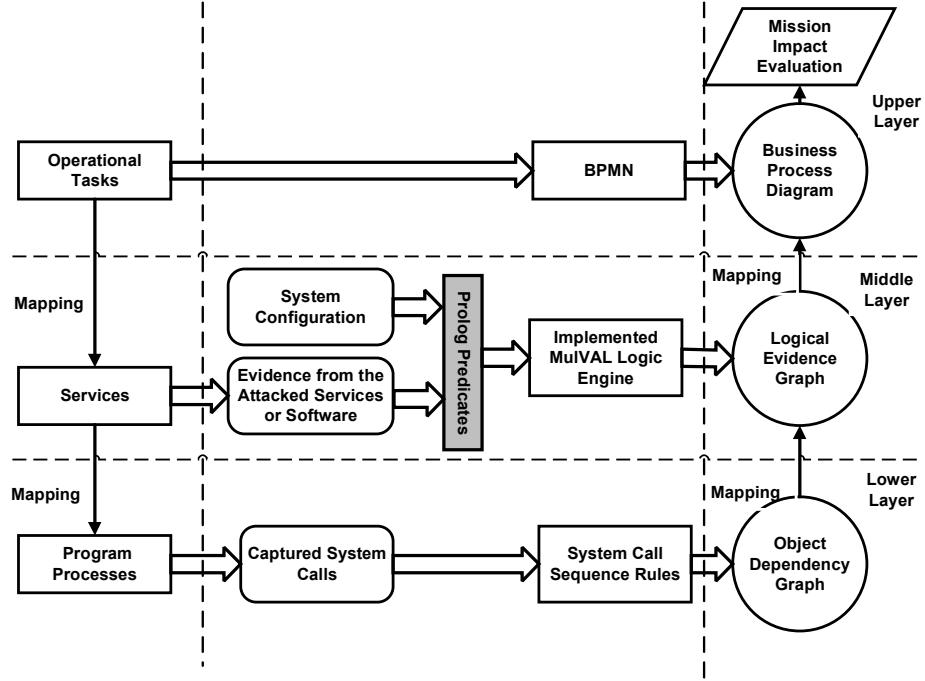 Mission
Impact
Evaluation
Upper
Layer
Operational
Tasks
BPMN
Business
Process
Diagram
Mapping
Mapping
Middle
Layer
System
Configuration
Prolog Predicates
Implemented
MulVAL Logic
Engine
Logical
Evidence
Graph
Services
Evidence from the
Attacked Services
or Software
Mapping
Mapping
Lower
Layer
Program
Processes
Captured System
Calls
System Call
Sequence Rules
Object
Dependency
Graph